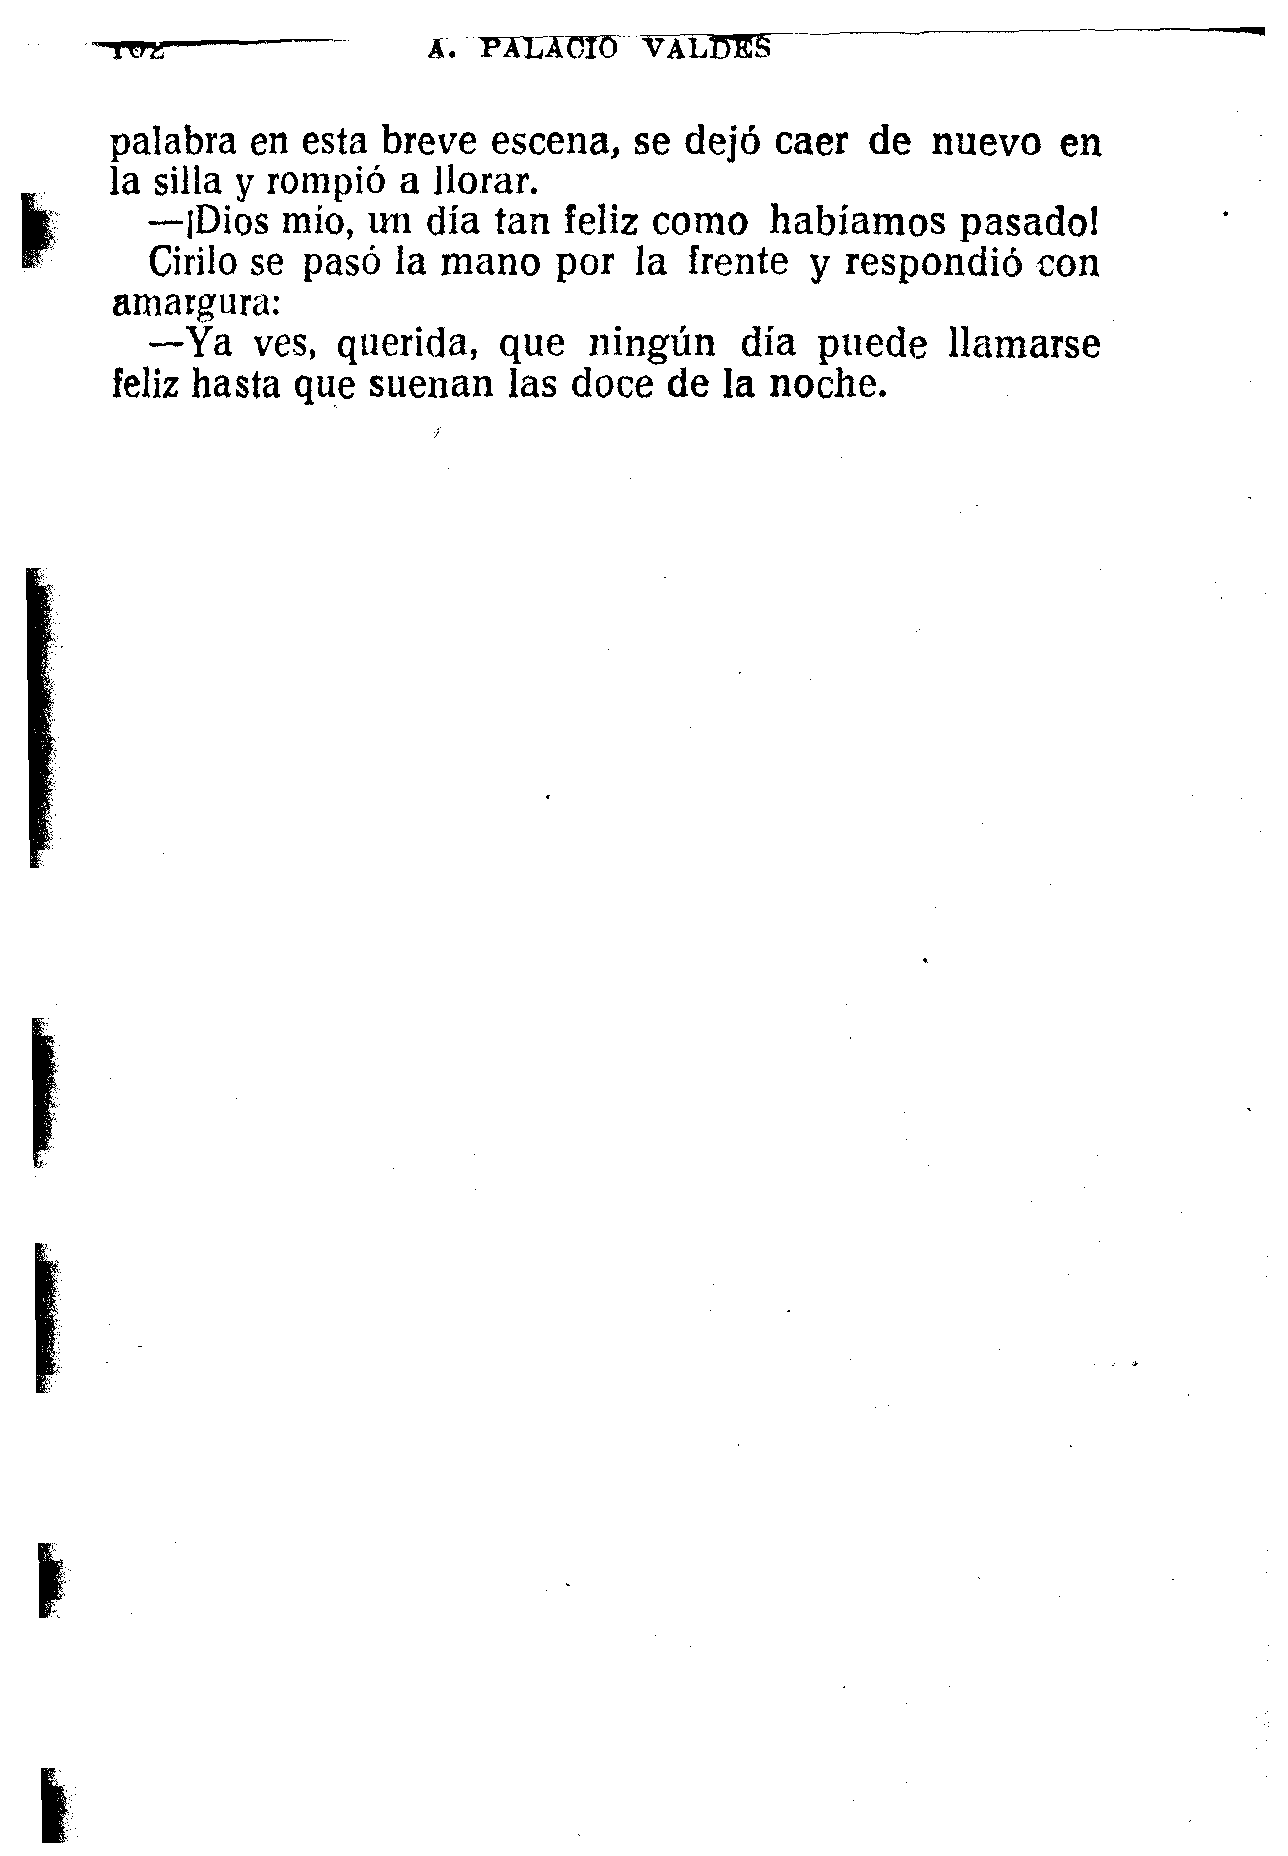 A. PALACIO VALDES
palabra en esta breve escena, se dejó caer de nuevo en
la silla y rompió a llorar.
—¡Dios mío, un día tan feliz como habíamos pasado!
Cirilo se pasó la mano por la frente y respondió con
amargura:
—Ya ves, querida, que ningún día puede llamarse
feliz hasta que suenan las doce de la noche.